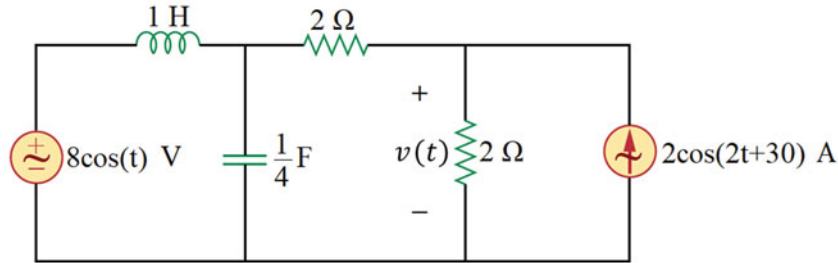 1 H
2 Ω
+
8cos(t) V
1/4 F
v(t)
2 Ω
2cos(2t+30) A
−